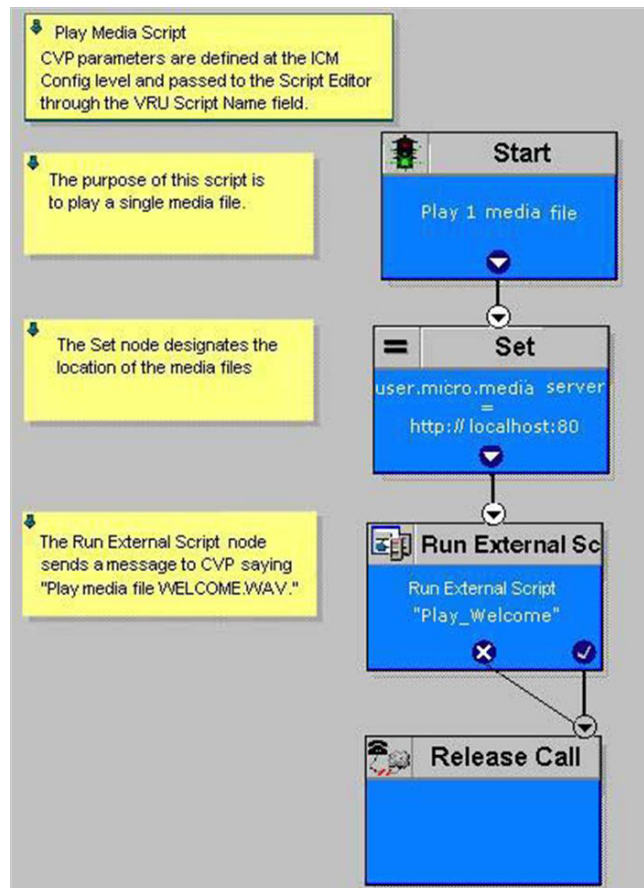 Play Media Script
CVP parameters are defined at the ICM
Config level and passed to the Script Editor
through the VRU Script Name field.
Start
Play 1 media file
The purpose of this script is
to play a single media file.
The Set node designates the
location of the media files
=
Set
user.micro.media server
=
http://localhost:80
The Run External Script node
sends a message to CVP saying
"Play media file WELCOME.WAV."
Run External Sc
Run External Script
"Play_Welcome"
Release Call